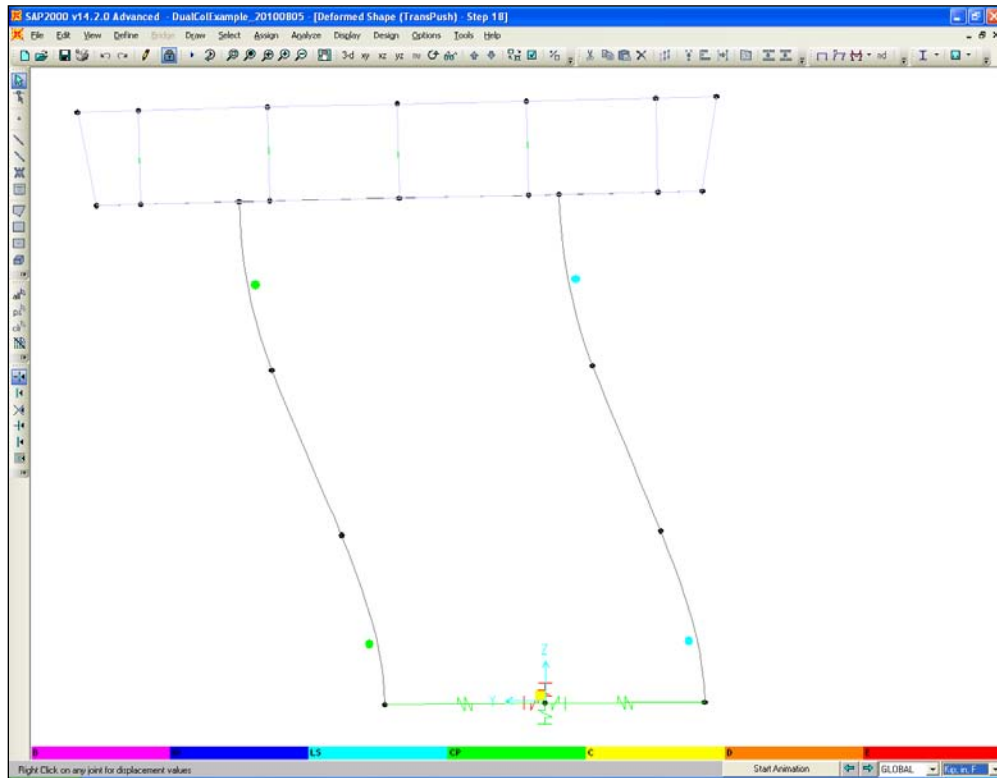 SAP2000 v14.2.0 Advanced - DualColExample_20100805 - [Deformed Shape (TransPush) - Step 18]
File Edit View Define Bridge Draw Select Assign Analyze Display Design Options Tools Help
3-d xy xz yz nv nd
Z
Y
B LS CP C D E
Right Click on any joint for displacement values
Start Animation
GLOBAL
Kip, in, F